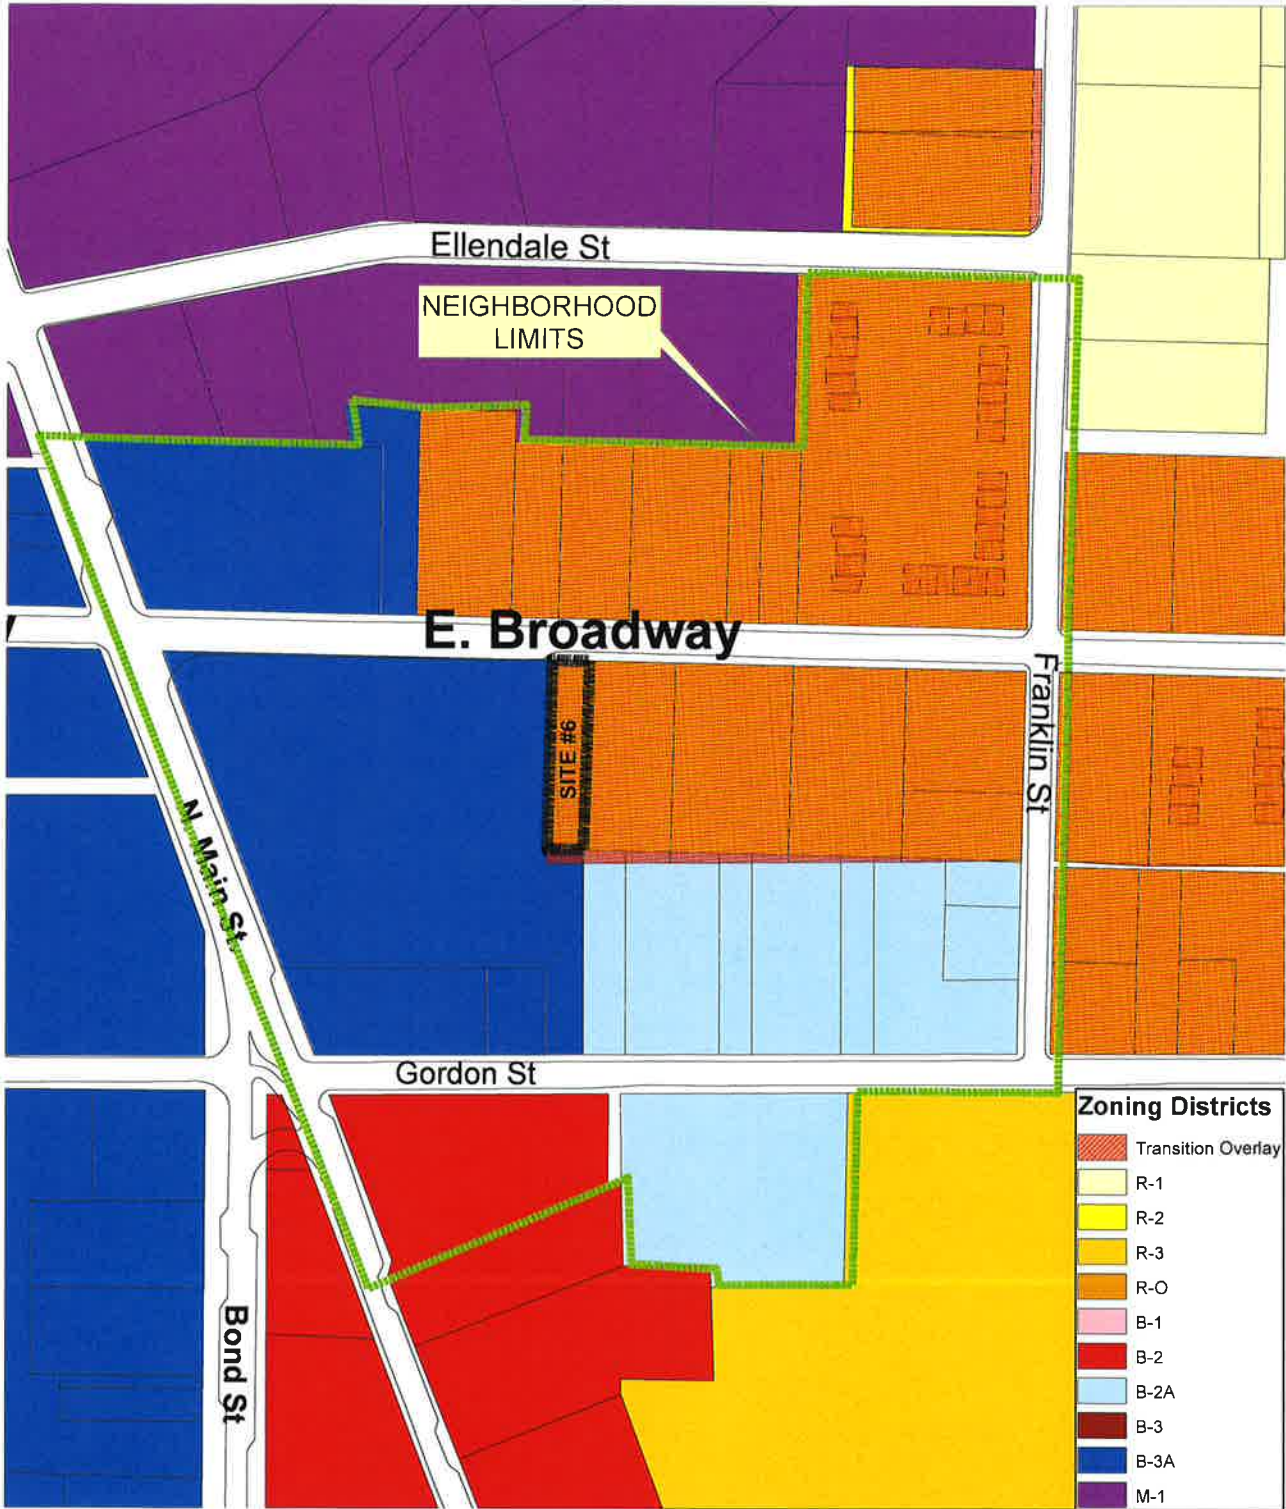 Ellendale St
NEIGHBORHOOD
LIMITS
E. Broadway
Franklin St
SITE #6
N. Main St.
Gordon St
Bond St
Zoning Districts
Transition Overlay
R-1
R-2
R-3
R-O
B-1
B-2
B-2A
B-3
B-3A
M-1